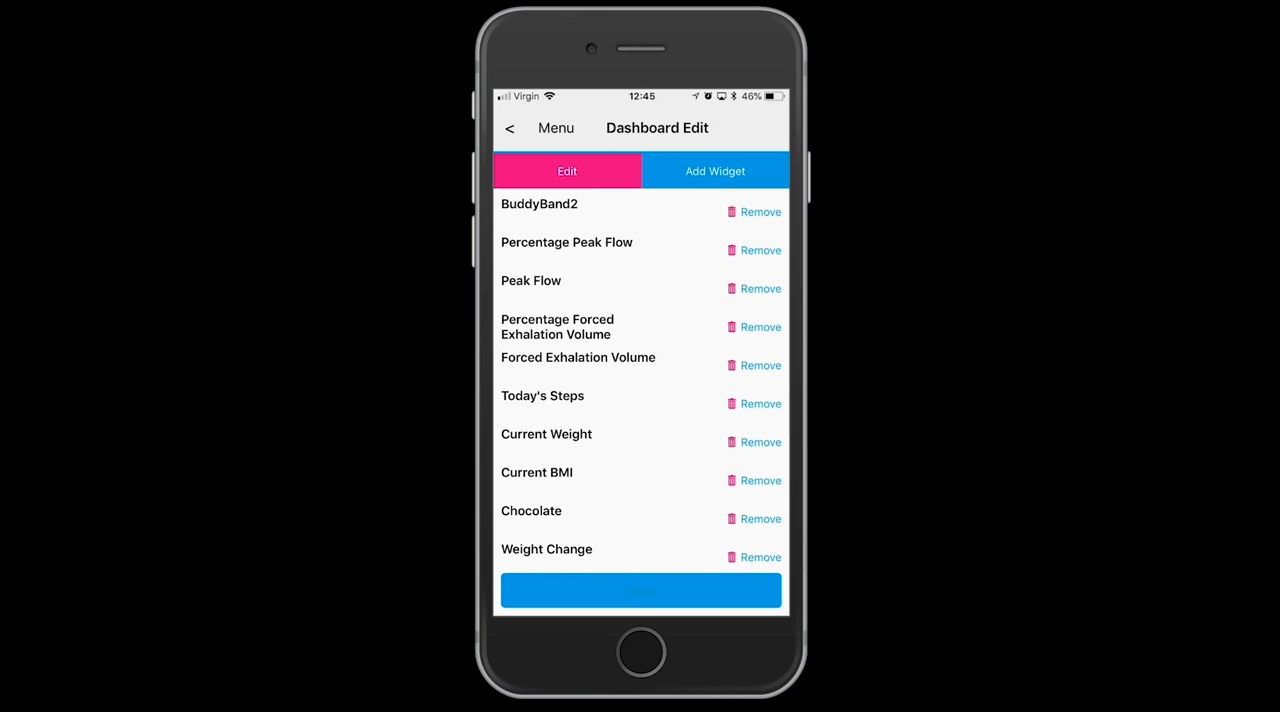 Virgin 12:45 46%
< Menu Dashboard Edit
Edit Add Widget
BuddyBand2 Remove
Percentage Peak Flow Remove
Peak Flow Remove
Percentage Forced
Exhalation Volume Remove
Forced Exhalation Volume Remove
Today's Steps Remove
Current Weight Remove
Current BMI Remove
Chocolate Remove
Weight Change Remove